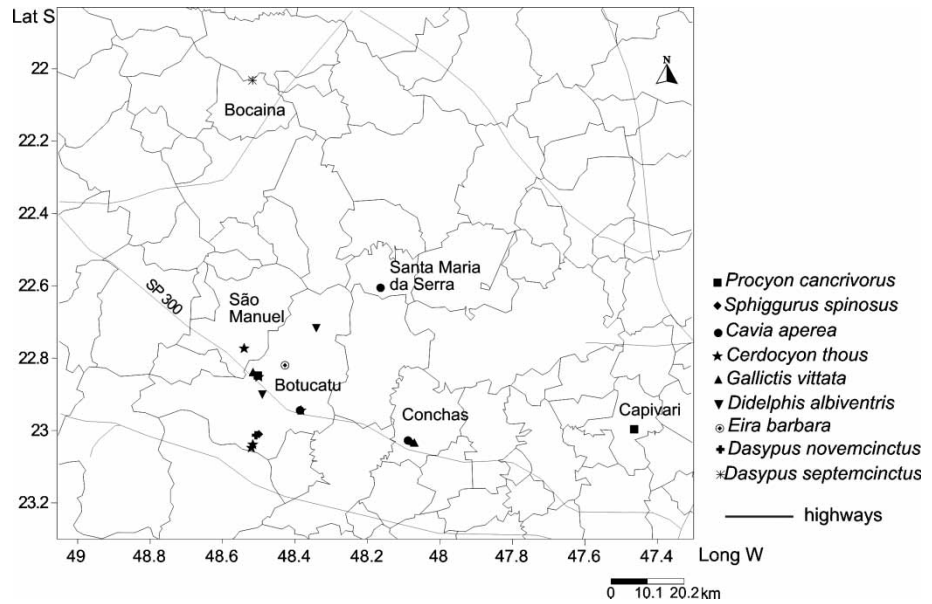 Lat S
22
22.2
22.4
22.6
22.8
23
23.2
Bocaina
N
Santa Maria
da Serra
SP 300
São
Manuel
Botucatu
Conchas
Capivari
Procyon cancrivorus
Sphiggurus spinosus
Cavia aperea
Cerdocyon thous
Gallictis vittata
Didelphis albiventris
Eira barbara
Dasypus novemcinctus
Dasypus septemcinctus
highways
49 48.8 48.6 48.4 48.2 48 47.8 47.6 47.4 Long W
0 10.1 20.2 km